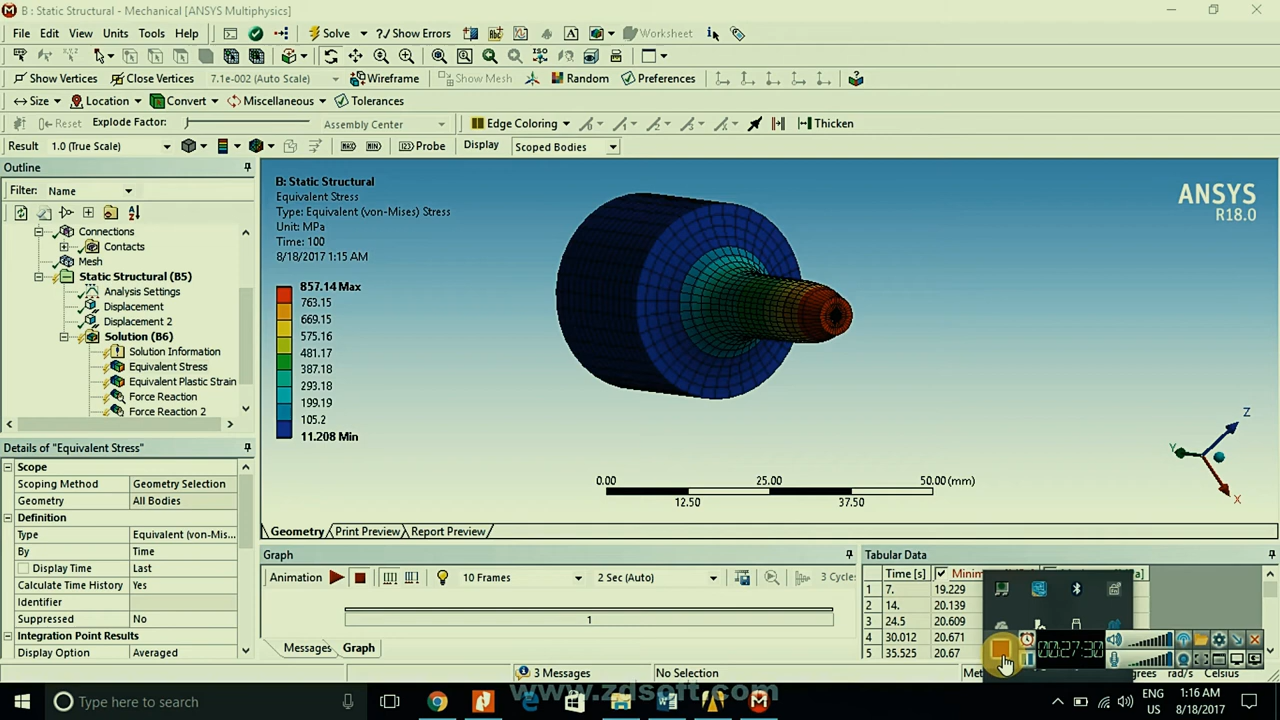 B : Static Structural - Mechanical [ANSYS Multiphysics]
File Edit View Units Tools Help Solve ?/ Show Errors Worksheet
Show Vertices Close Vertices 7.1e-002 (Auto Scale) Wireframe Show Mesh Random Preferences
Size Location Convert Miscellaneous Tolerances
Reset Explode Factor: Assembly Center Edge Coloring Thicken
Result 1.0 (True Scale) Probe Display Scoped Bodies
Outline
Filter: Name
Connections
Contacts
Mesh
Static Structural (B5)
Analysis Settings
Displacement
Displacement 2
Solution (B6)
Solution Information
Equivalent Stress
Equivalent Plastic Strain
Force Reaction
Force Reaction 2
Details of "Equivalent Stress"
Scope
Scoping Method Geometry Selection
Geometry All Bodies
Definition
Type Equivalent (von-Mis...
By Time
Display Time Last
Calculate Time History Yes
Identifier
Suppressed No
Integration Point Results
Display Option Averaged
B: Static Structural
Equivalent Stress
Type: Equivalent (von-Mises) Stress
Unit: MPa
Time: 100
8/18/2017 1:15 AM
857.14 Max
763.15
669.15
575.16
481.17
387.18
293.18
199.19
105.2
11.208 Min
ANSYS
R18.0
Z
Y
X
0.00 25.00 50.00 (mm)
12.50 37.50
Geometry Print Preview Report Preview
Graph
Animation 10 Frames 2 Sec (Auto) 3 Cycle
1
Messages Graph
Tabular Data
Time [s]
1 7. 19.229
2 14. 20.139
3 24.5 20.609
4 30.012 20.671
5 35.525 20.67
00:27:30
3 Messages No Selection Met grees rad/s Celsius
www.zdsoft.com
Type here to search
ENG
US
1:16 AM
8/18/2017